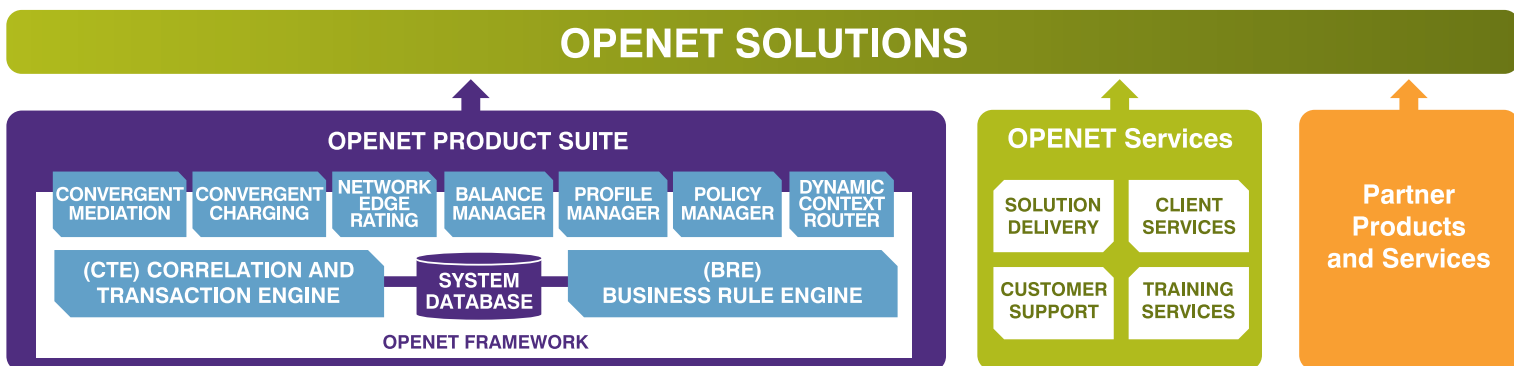 OPENET SOLUTIONS
OPENET PRODUCT SUITE
CONVERGENT
MEDIATION
CONVERGENT
CHARGING
NETWORK
EDGE
RATING
BALANCE
MANAGER
PROFILE
MANAGER
POLICY
MANAGER
DYNAMIC
CONTEXT
ROUTER
(CTE) CORRELATION AND
TRANSACTION ENGINE
SYSTEM
DATABASE
(BRE)
BUSINESS RULE ENGINE
OPENET FRAMEWORK
OPENET Services
SOLUTION
DELIVERY
CLIENT
SERVICES
CUSTOMER
SUPPORT
TRAINING
SERVICES
Partner
Products
and Services